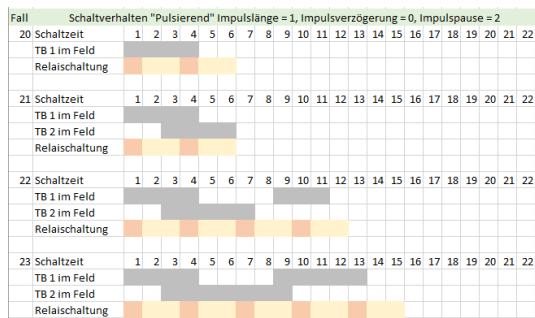 Fall Schaltverhalten "Pulsierend" Impulslänge = 1, Impulsverzögerung = 0, Impulspause = 2
20 Schaltzeit 1 2 3 4 5 6 7 8 9 10 11 12 13 14 15 16 17 18 19 20 21 22
TB 1 im Feld
Relaischaltung
21 Schaltzeit 1 2 3 4 5 6 7 8 9 10 11 12 13 14 15 16 17 18 19 20 21 22
TB 1 im Feld
TB 2 im Feld
Relaischaltung
22 Schaltzeit 1 2 3 4 5 6 7 8 9 10 11 12 13 14 15 16 17 18 19 20 21 22
TB 1 im Feld
TB 2 im Feld
Relaischaltung
23 Schaltzeit 1 2 3 4 5 6 7 8 9 10 11 12 13 14 15 16 17 18 19 20 21 22
TB 1 im Feld
TB 2 im Feld
Relaischaltung